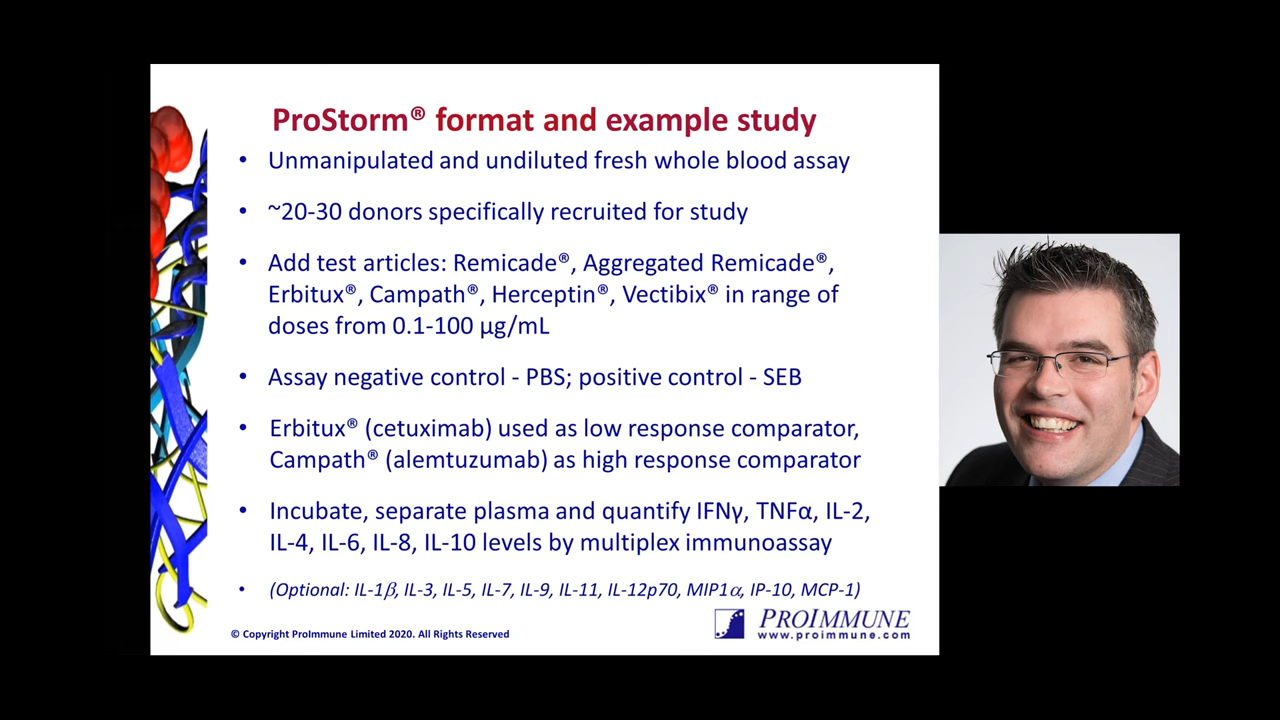 ProStorm® format and example study
• Unmanipulated and undiluted fresh whole blood assay
• ~20-30 donors specifically recruited for study
• Add test articles: Remicade®, Aggregated Remicade®,
Erbitux®, Campath®, Herceptin®, Vectibix® in range of
doses from 0.1-100 µg/mL
• Assay negative control - PBS; positive control - SEB
• Erbitux® (cetuximab) used as low response comparator,
Campath® (alemtuzumab) as high response comparator
• Incubate, separate plasma and quantify IFNγ, TNFα, IL-2,
IL-4, IL-6, IL-8, IL-10 levels by multiplex immunoassay
• (Optional: IL-1β, IL-3, IL-5, IL-7, IL-9, IL-11, IL-12p70, MIP1α, IP-10, MCP-1)
© Copyright ProImmune Limited 2020. All Rights Reserved
PROIMMUNE
www.proimmune.com